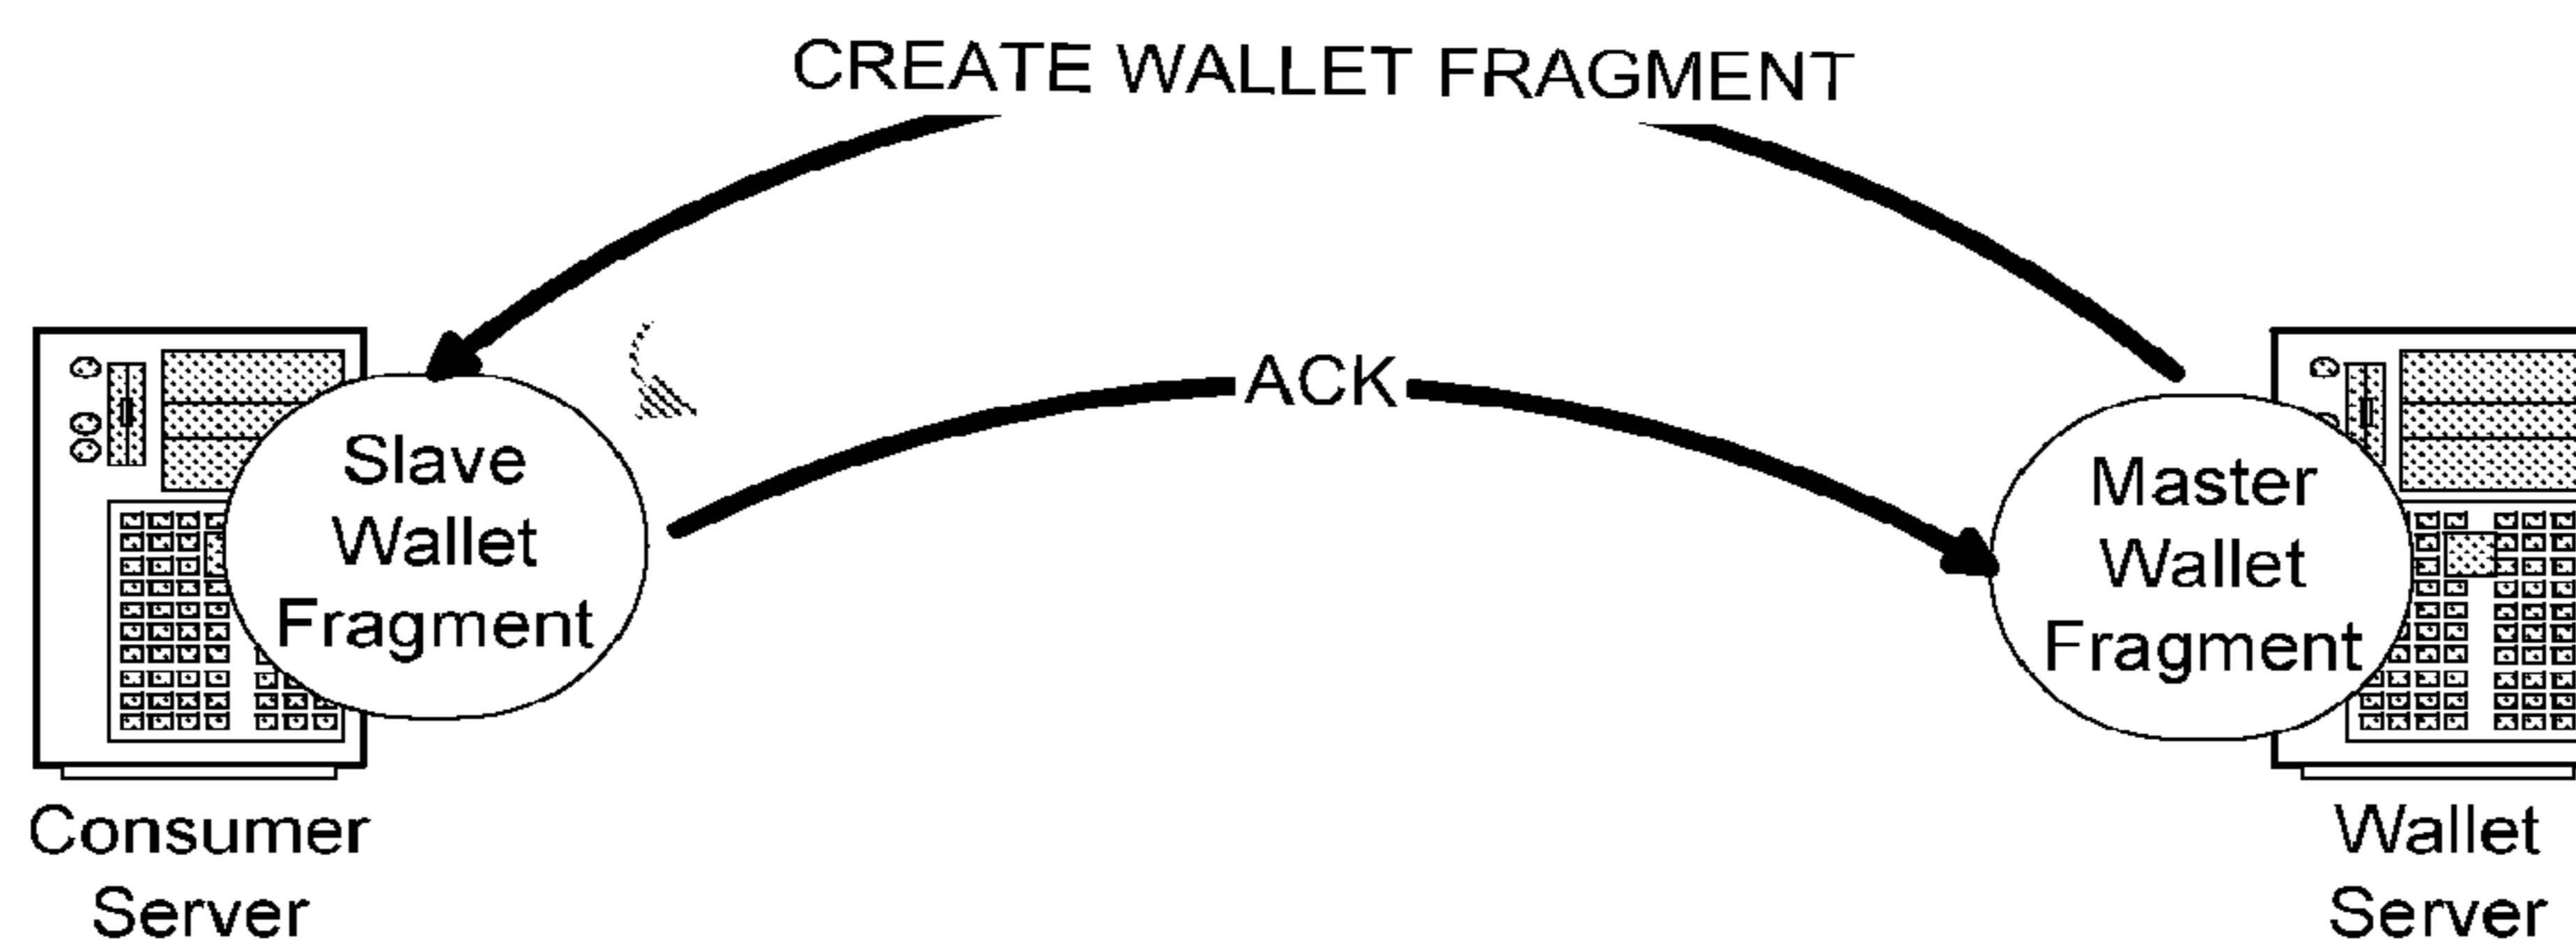 CREATE WALLET FRAGMENT
ACK
Slave
Wallet
Fragment
Master
Wallet
Fragment
Consumer
Server
Wallet
Server